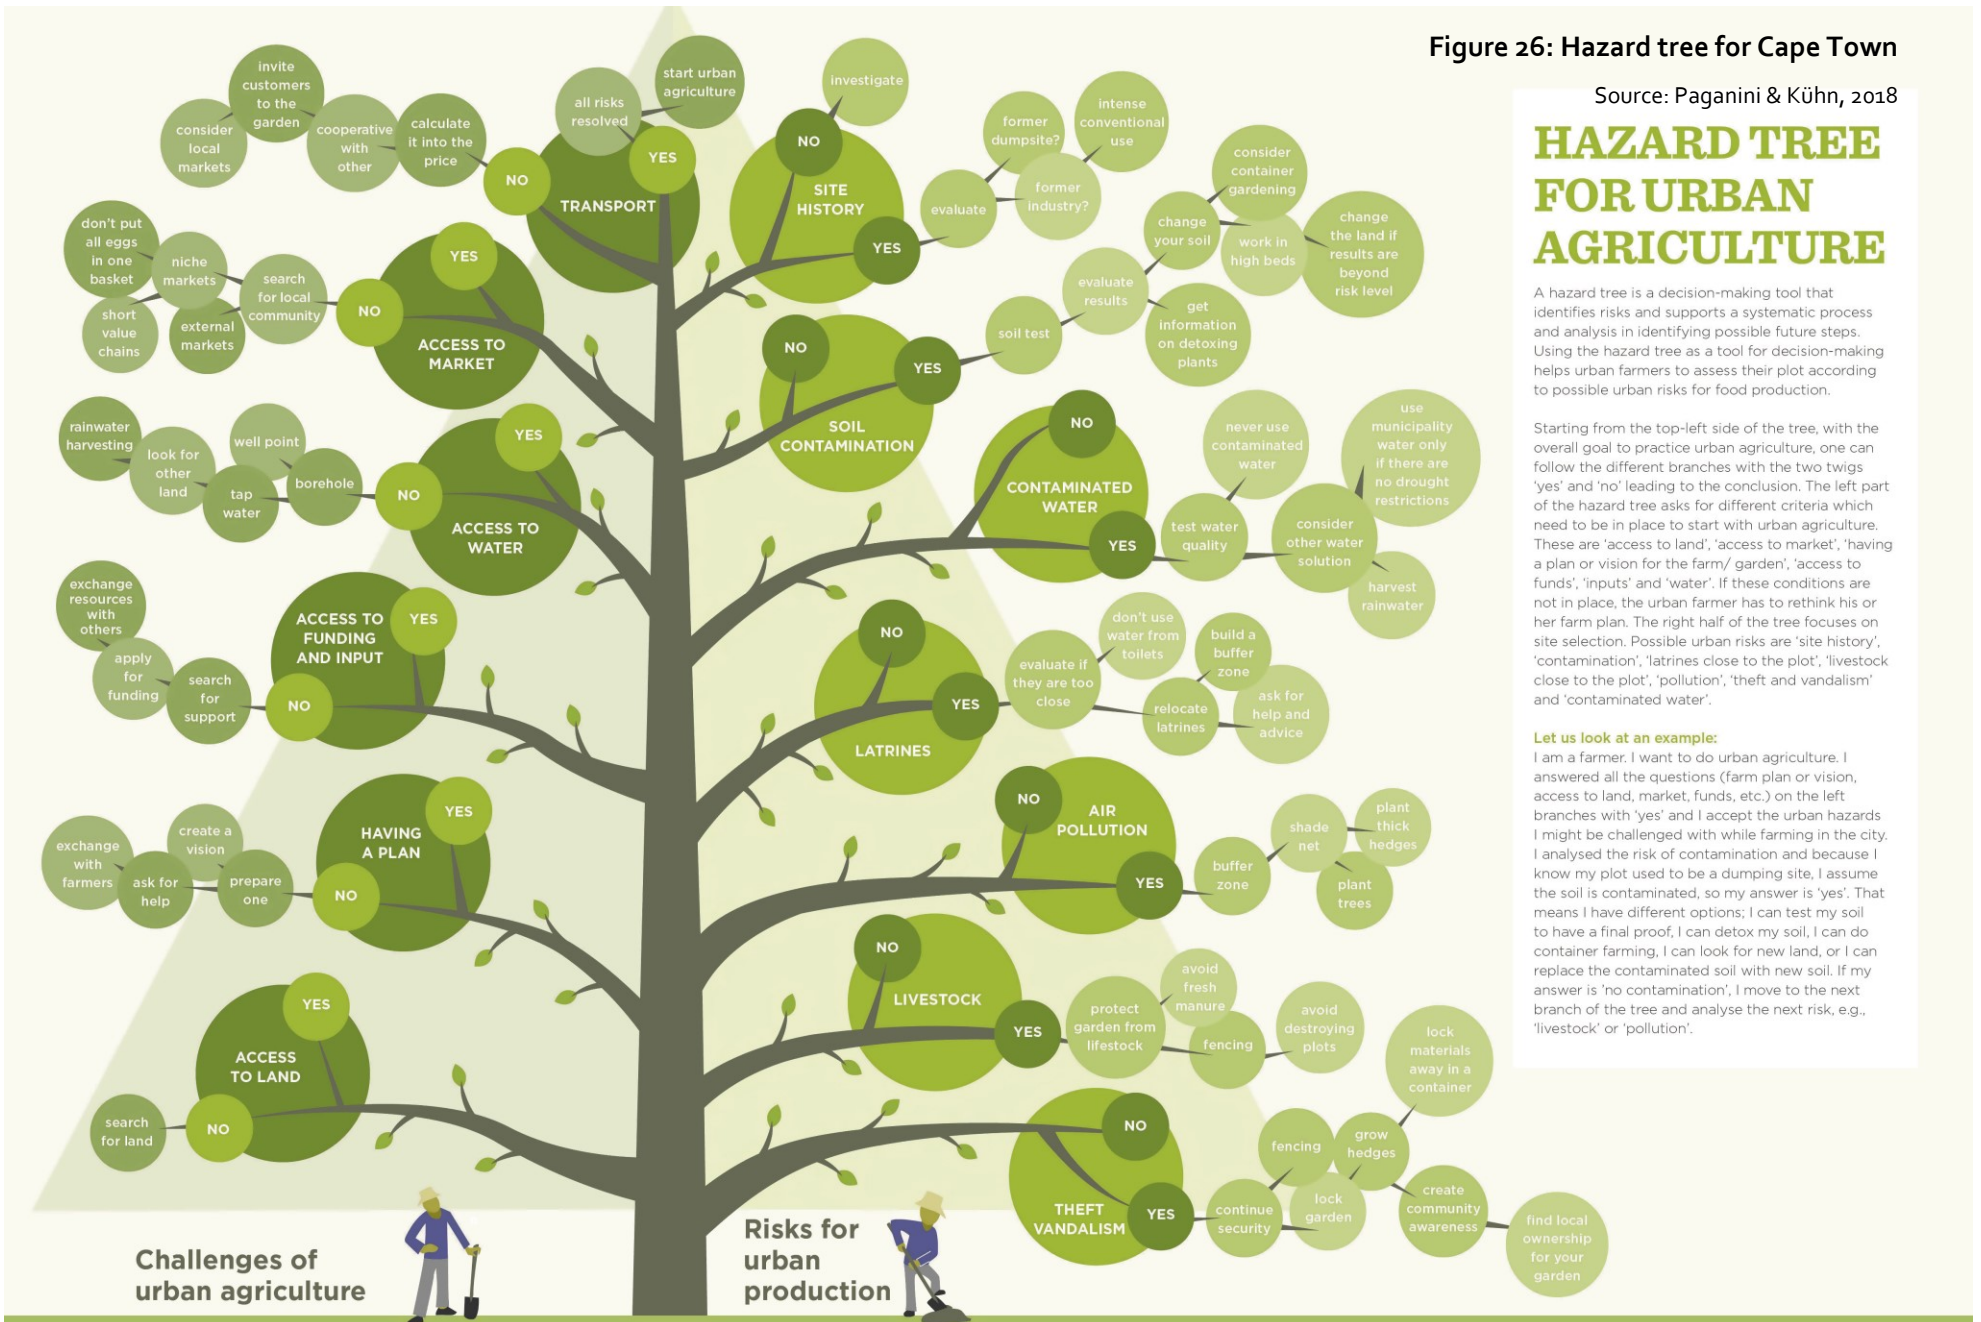 Figure 26: Hazard tree for Cape Town
Source: Paganini & Kühn, 2018
HAZARD TREE
FOR URBAN
AGRICULTURE
A hazard tree is a decision-making tool that
identifies risks and supports a systematic process
and analysis in identifying possible future steps.
Using the hazard tree as a tool for decision-making
helps urban farmers to assess their plot according
to possible urban risks for food production.
Starting from the top-left side of the tree, with the
overall goal to practice urban agriculture, one can
follow the different branches with the two twigs
'yes' and 'no' leading to the conclusion. The left part
of the hazard tree asks for different criteria which
need to be in place to start with urban agriculture.
These are 'access to land', 'access to market', 'having
a plan or vision for the farm/ garden', 'access to
funds', 'inputs' and 'water'. If these conditions are
not in place, the urban farmer has to rethink his or
her farm plan. The right half of the tree focuses on
site selection. Possible urban risks are 'site history',
'contamination', 'latrines close to the plot', 'livestock
close to the plot', 'pollution', 'theft and vandalism'
and 'contaminated water'.
Let us look at an example:
I am a farmer. I want to do urban agriculture. I
answered all the questions (farm plan or vision,
access to land, market, funds, etc.) on the left
branches with 'yes' and I accept the urban hazards
I might be challenged with while farming in the city.
I analysed the risk of contamination and because I
know my plot used to be a dumping site, I assume
the soil is contaminated, so my answer is 'yes'. That
means I have different options; I can test my soil
to have a final proof, I can detox my soil, I can do
container farming, I can look for new land, or I can
replace the contaminated soil with new soil. If my
answer is 'no contamination', I move to the next
branch of the tree and analyse the next risk, e.g.,
'livestock' or 'pollution'.
invite
customers
to the
garden
consider
local
markets
cooperative
with
other
calculate
it into the
price
NO
all risks
resolved
start urban
agriculture
YES
TRANSPORT
don't put
all eggs
in one
basket
niche
markets
short
value
chains
external
markets
search
for local
community
NO
YES
ACCESS TO
MARKET
rainwater
harvesting
look for
other
land
well point
tap
water
borehole
NO
YES
ACCESS TO
WATER
exchange
resources
with
others
apply
for
funding
search
for
support
NO
YES
ACCESS TO
FUNDING
AND INPUT
exchange
with
farmers
ask for
help
create a
vision
prepare
one
NO
YES
HAVING
A PLAN
search
for land
NO
YES
ACCESS
TO LAND
Challenges of
urban agriculture
investigate
NO
SITE
HISTORY
YES
evaluate
former
dumpsite?
former
industry?
intense
conventional
use
NO
SOIL
CONTAMINATION
YES
soil test
evaluate
results
change
your soil
consider
container
gardening
work in
high beds
change
the land if
results are
beyond
risk level
get
information
on detoxing
plants
NO
CONTAMINATED
WATER
YES
test water
quality
never use
contaminated
water
consider
other water
solution
use
municipality
water only
if there are
no drought
restrictions
harvest
rainwater
NO
LATRINES
YES
evaluate if
they are too
close
don't use
water from
toilets
relocate
latrines
build a
buffer
zone
ask for
help and
advice
NO
AIR
POLLUTION
YES
buffer
zone
shade
net
plant
thick
hedges
plant
trees
NO
LIVESTOCK
YES
protect
garden from
lifestock
avoid
fresh
manure
fencing
avoid
destroying
plots
NO
THEFT
VANDALISM
YES
continue
security
fencing
lock
garden
grow
hedges
lock
materials
away in a
container
create
community
awareness
find local
ownership
for your
garden
Risks for
urban
production